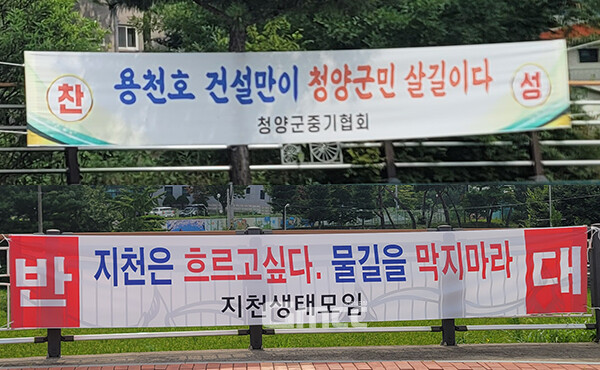 찬 용천호 건설만이 청양군민 살길이다 성
청양군중기협회
반 지천은 흐르고싶다. 물길을 막지마라 대
지천생태모임